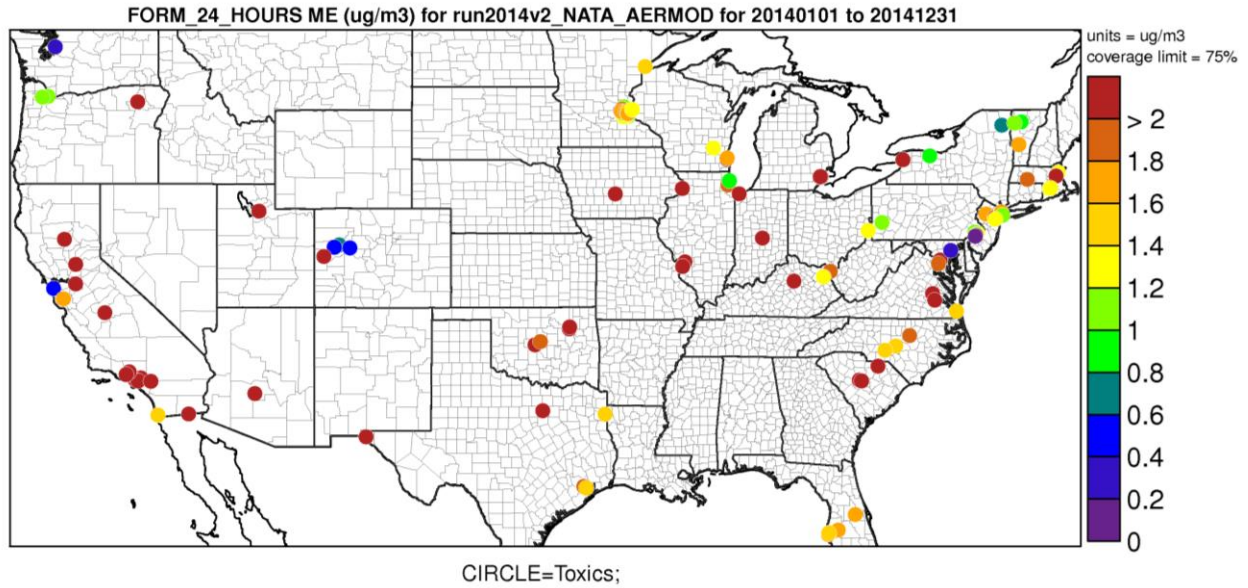 FORM_24_HOURS ME (ug/m3) for run2014v2_NATA_AERMOD for 20140101 to 20141231
units = ug/m3
coverage limit = 75%
> 2
1.8
1.6
1.4
1.2
1
0.8
0.6
0.4
0.2
0
CIRCLE=Toxics;